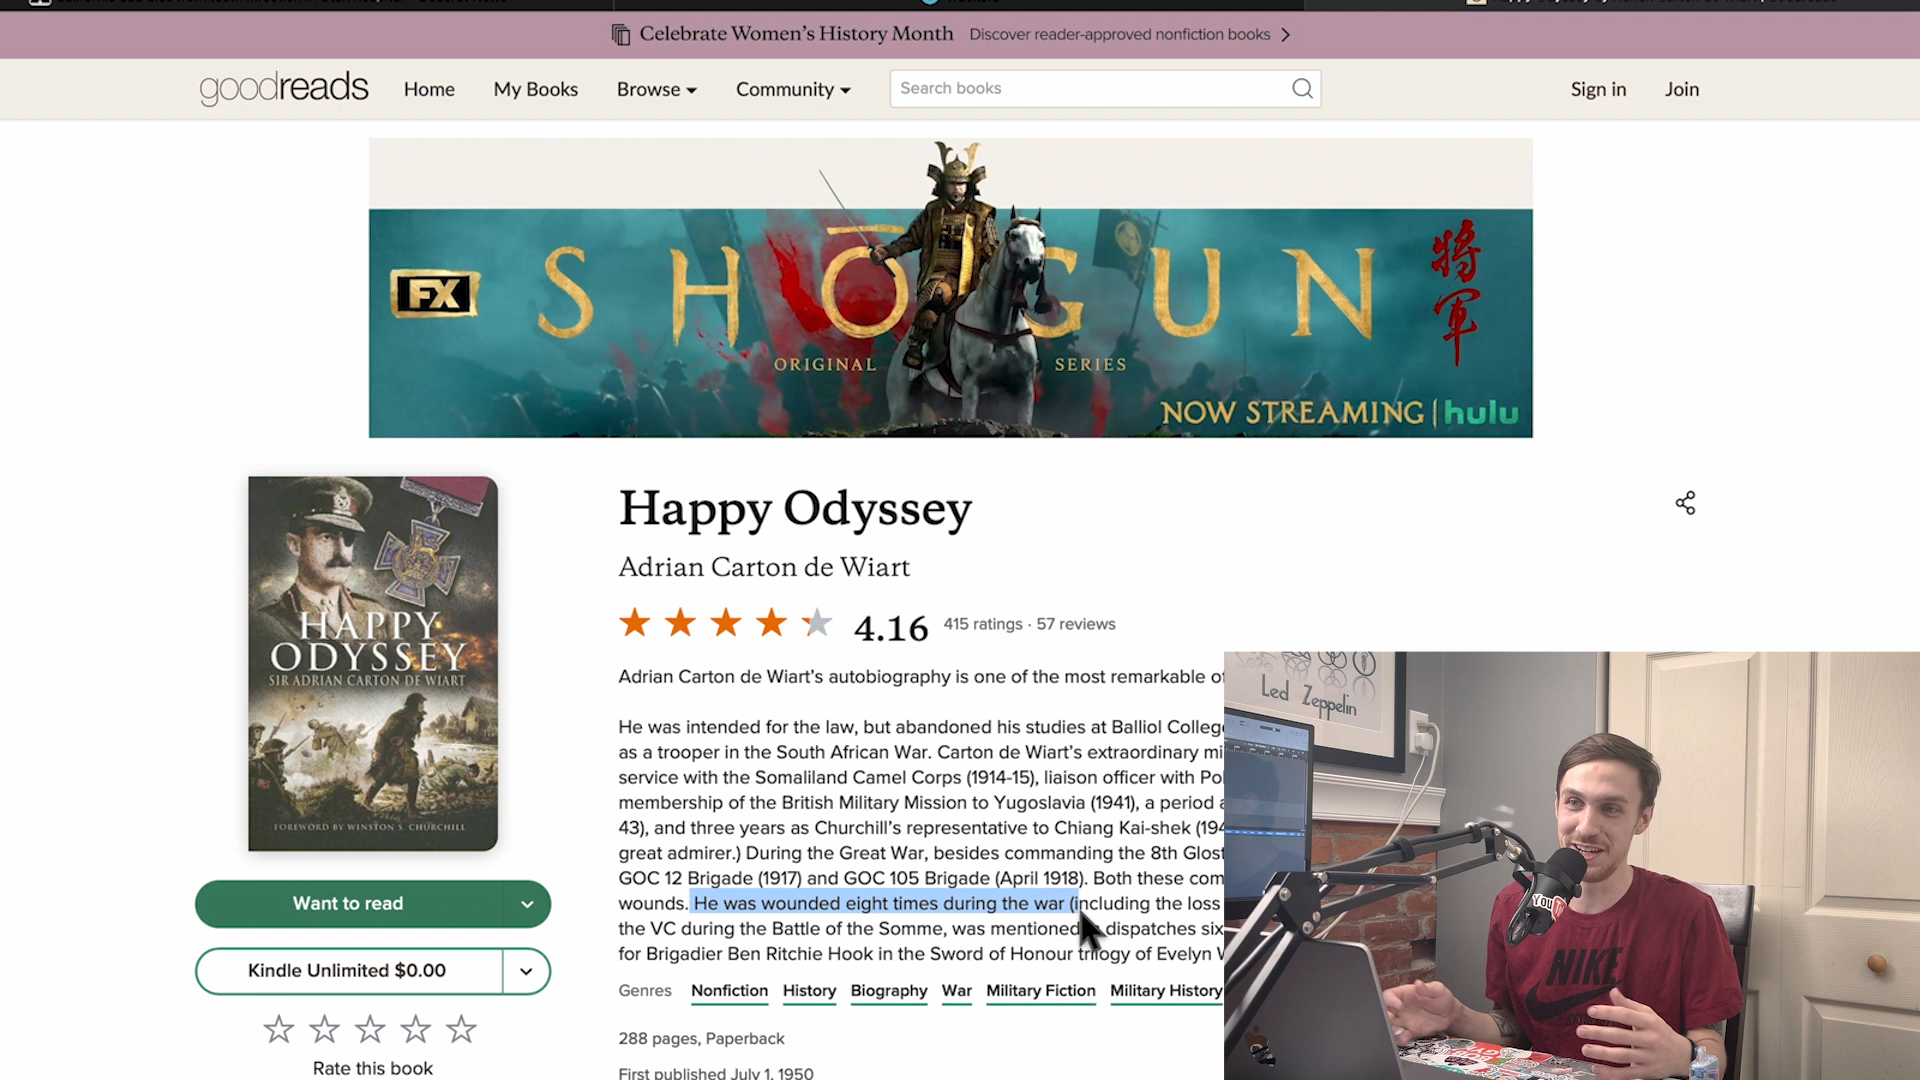 Celebrate Women's History Month Discover reader-approved nonfiction books
goodreads Home My Books Browse Community Search books Sign in Join
FX SHŌGUN 將軍
ORIGINAL SERIES
NOW STREAMING | hulu
Happy Odyssey
Adrian Carton de Wiart
4.16 415 ratings · 57 reviews
HAPPY
ODYSSEY
SIR ADRIAN CARTON DE WIART
FOREWORD BY WINSTON S. CHURCHILL
Adrian Carton de Wiart's autobiography is one of the most remarkable of
He was intended for the law, but abandoned his studies at Balliol Colleg
as a trooper in the South African War. Carton de Wiart's extraordinary mi
service with the Somaliland Camel Corps (1914-15), liaison officer with Pol
membership of the British Military Mission to Yugoslavia (1941), a period a
43), and three years as Churchill's representative to Chiang Kai-shek (194
great admirer.) During the Great War, besides commanding the 8th Glost
GOC 12 Brigade (1917) and GOC 105 Brigade (April 1918). Both these com
wounds. He was wounded eight times during the war (including the loss
the VC during the Battle of the Somme, was mentioned dispatches six
for Brigadier Ben Ritchie Hook in the Sword of Honour trilogy of Evelyn W
Genres Nonfiction History Biography War Military Fiction Military History
288 pages, Paperback
First published July 1, 1950
Want to read
Kindle Unlimited $0.00
Rate this book
Led Zeppelin
YouT
NIKE